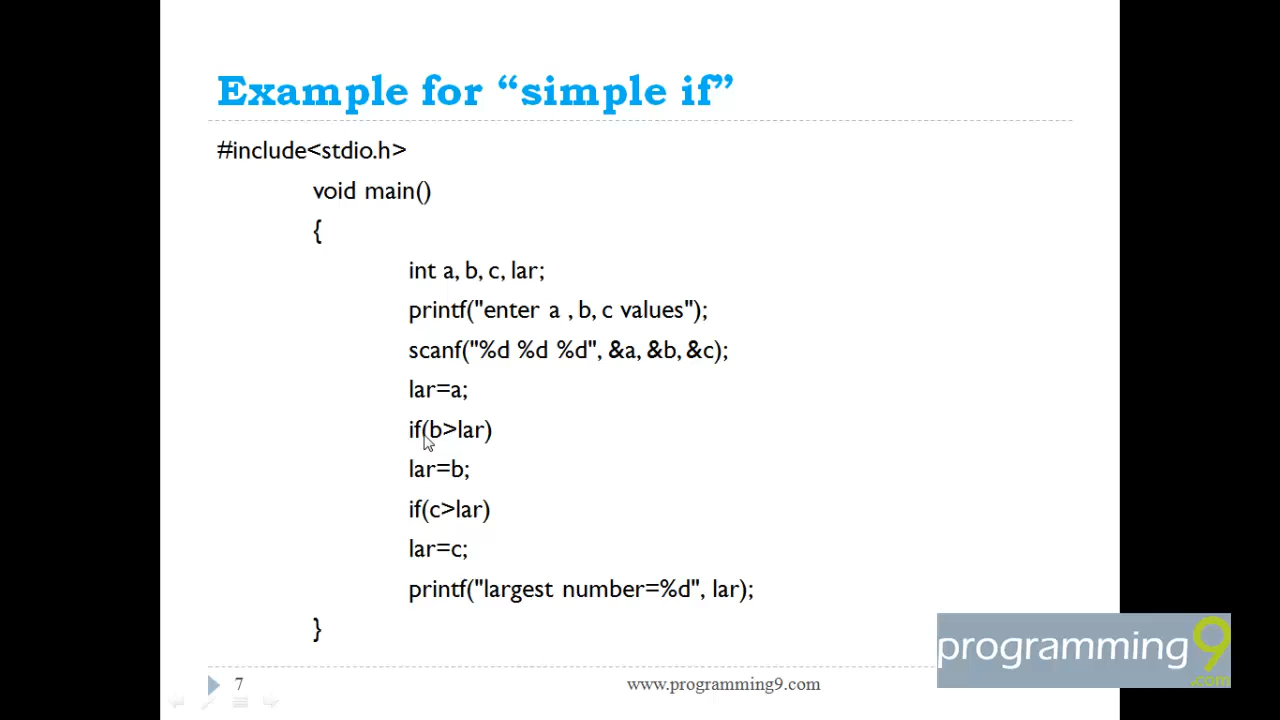 Example for “simple if”
#include<stdio.h>
void main()
{
int a, b, c, lar;
printf("enter a , b, c values");
scanf("%d %d %d", &a, &b, &c);
lar=a;
if(b>lar)
lar=b;
if(c>lar)
lar=c;
printf("largest number=%d", lar);
}
programming9
.com
7
www.programming9.com